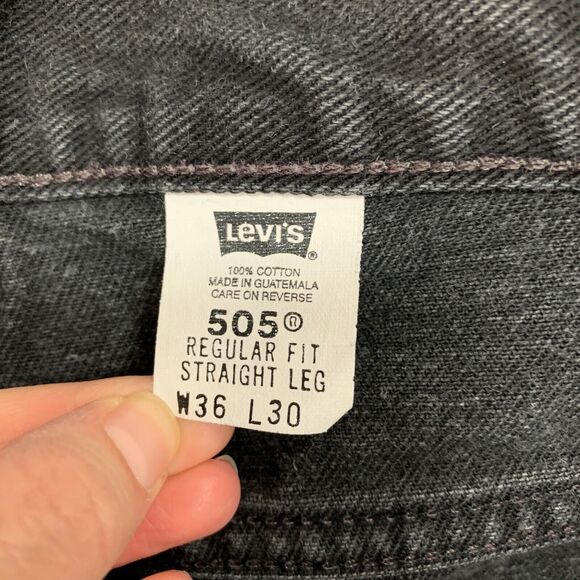 Levi's ®
100% COTTON
MADE IN GUATEMALA
CARE ON REVERSE
505®
REGULAR FIT
STRAIGHT LEG
W36 L30